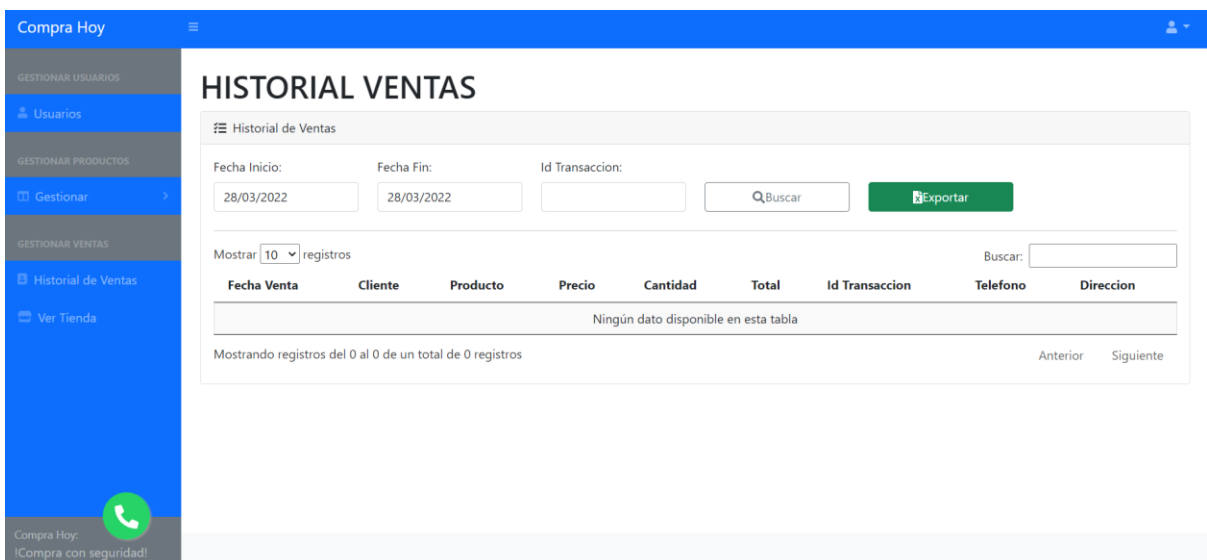 Compra Hoy
GESTIONAR USUARIOS
Usuarios
GESTIONAR PRODUCTOS
Gestionar
GESTIONAR VENTAS
Historial de Ventas
Ver Tienda
Compra Hoy:
!Compra con seguridad!
HISTORIAL VENTAS
Historial de Ventas
Fecha Inicio: Fecha Fin: Id Transaccion:
28/03/2022 28/03/2022 Buscar Exportar
Mostrar 10 registros Buscar:
Fecha Venta Cliente Producto Precio Cantidad Total Id Transaccion Telefono Direccion
Ningún dato disponible en esta tabla
Mostrando registros del 0 al 0 de un total de 0 registros Anterior Siguiente